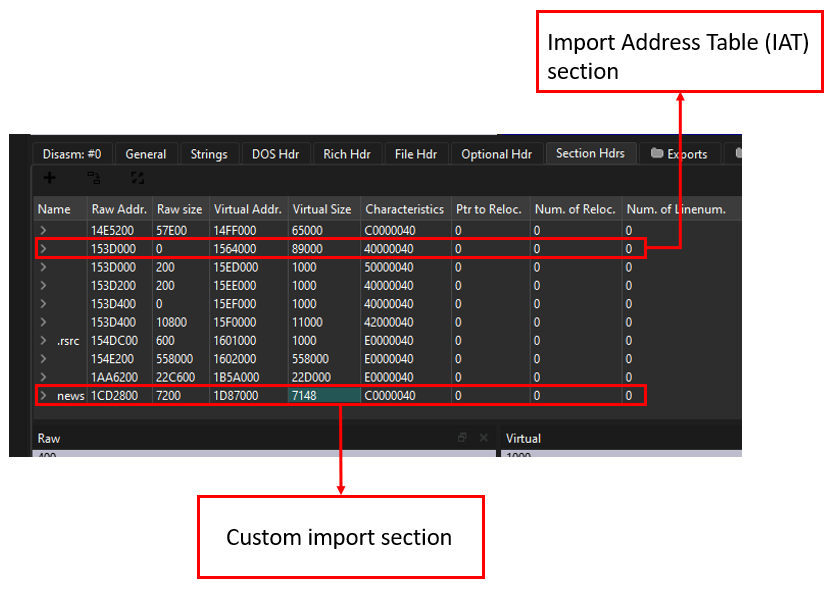 Import Address Table (IAT)
section
Disasm: #0 General Strings DOS Hdr Rich Hdr File Hdr Optional Hdr Section Hdrs Exports
Name Raw Addr. Raw size Virtual Addr. Virtual Size Characteristics Ptr to Reloc. Num. of Reloc. Num. of Linenum.
> 14E5200 57E00 14FF000 65000 C0000040 0 0 0
> 153D000 0 1564000 89000 40000040 0 0 0
> 153D000 200 15ED000 1000 50000040 0 0 0
> 153D200 200 15EE000 1000 40000040 0 0 0
> 153D400 0 15EF000 1000 40000040 0 0 0
> 153D400 10800 15F0000 11000 42000040 0 0 0
> .rsrc 154DC00 600 1601000 1000 E0000040 0 0 0
> 154E200 558000 1602000 558000 E0000040 0 0 0
> 1AA6200 22C600 1B5A000 22D000 E0000040 0 0 0
> news 1CD2800 7200 1D87000 7148 C0000040 0 0 0
Raw Virtual
400 1000
Custom import section